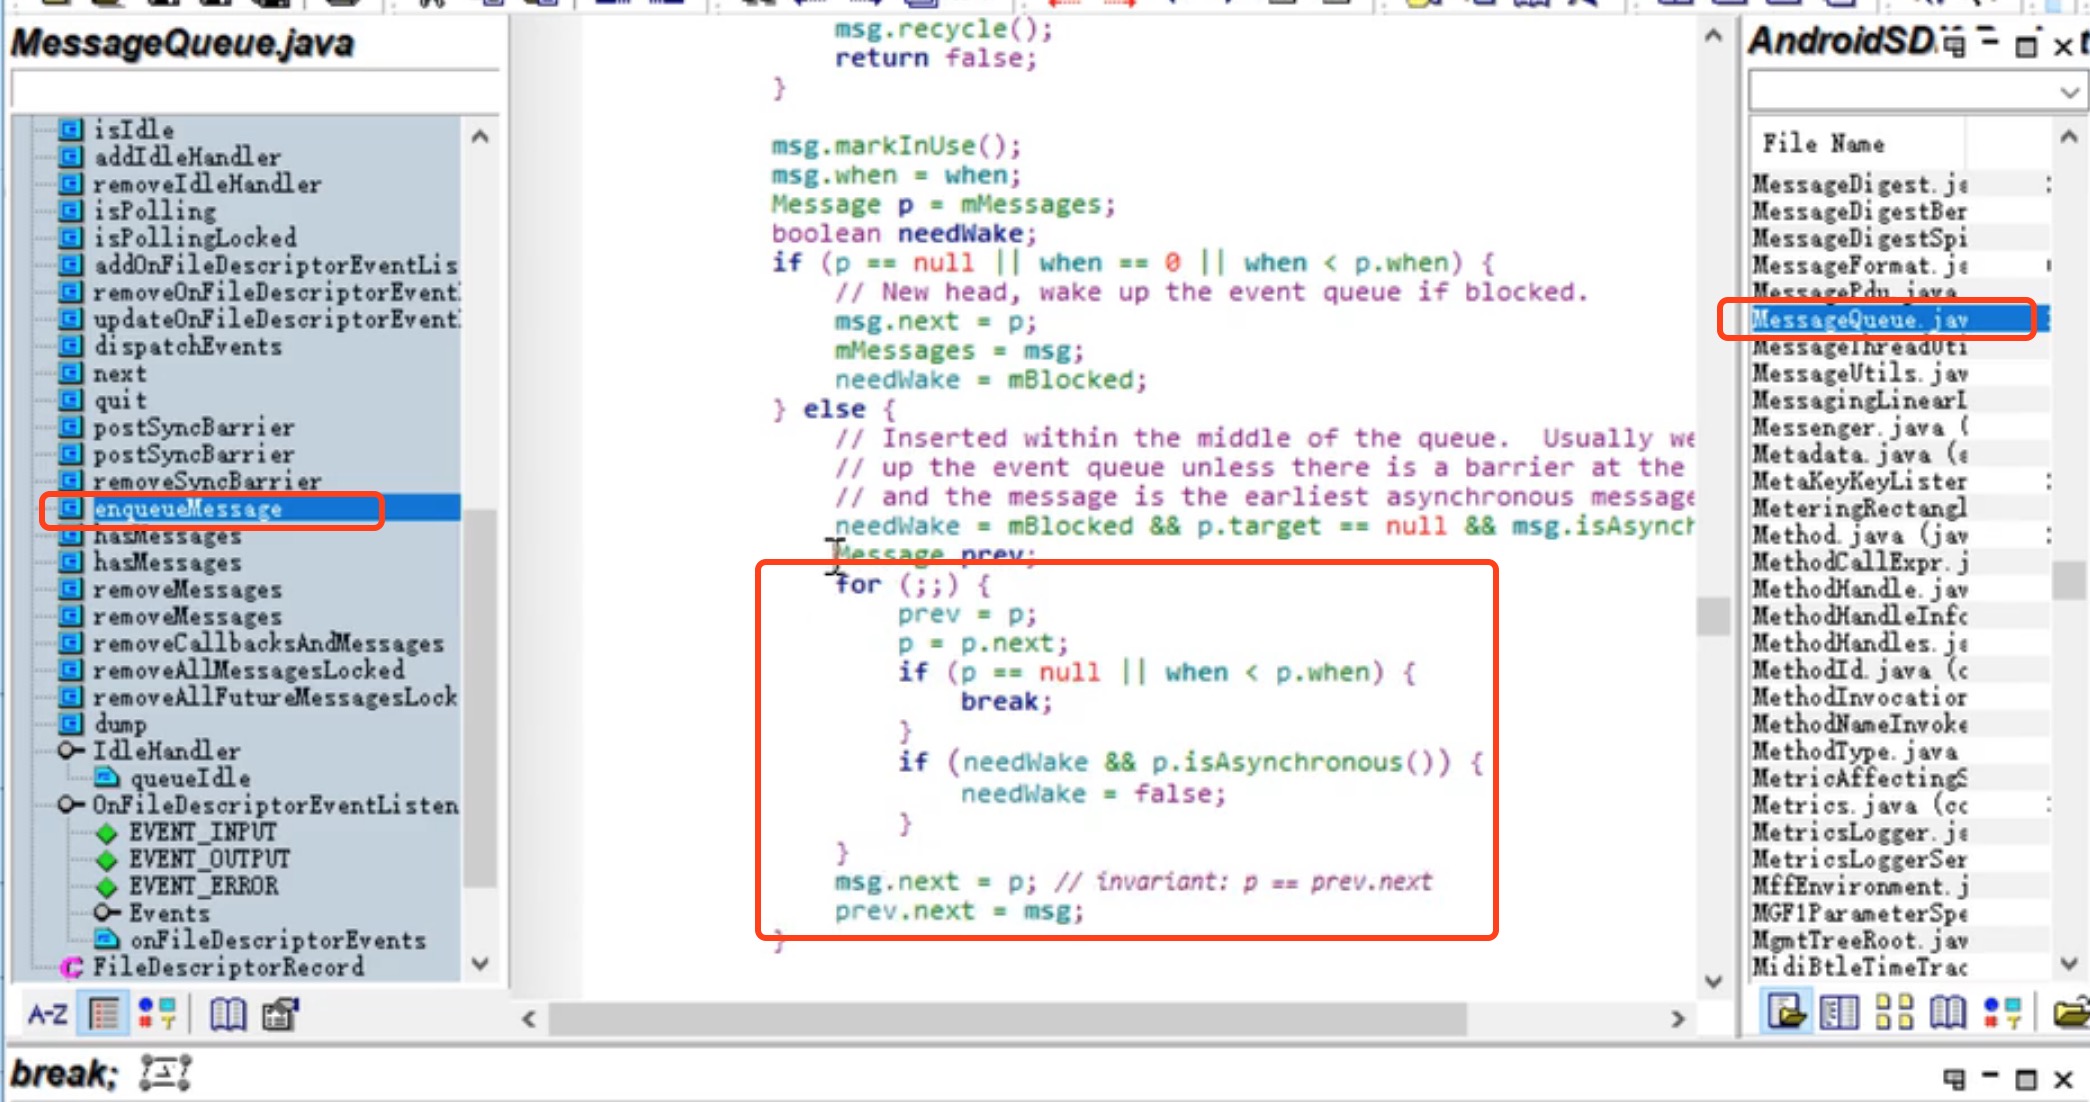 MessageQueue.java
isIdle
addIdleHandler
removeIdleHandler
isPolling
isPollingLocked
addOnFileDescriptorEventLis
removeOnFileDescriptorEvent
updateOnFileDescriptorEvent
dispatchEvents
next
quit
postSyncBarrier
postSyncBarrier
removeSyncBarrier
enqueueMessage
hasMessages
hasMessages
removeMessages
removeMessages
removeCallbacksAndMessages
removeAllMessagesLocked
removeAllFutureMessagesLock
dump
IdleHandler
queueIdle
OnFileDescriptorEventListen
EVENT_INPUT
EVENT_OUTPUT
EVENT_ERROR
Events
onFileDescriptorEvents
FileDescriptorRecord
A-Z
msg.recycle();
return false;
}
msg.markInUse();
msg.when = when;
Message p = mMessages;
boolean needWake;
if (p == null || when == 0 || when < p.when) {
// New head, wake up the event queue if blocked.
msg.next = p;
mMessages = msg;
needWake = mBlocked;
} else {
// Inserted within the middle of the queue.  Usually we
// up the event queue unless there is a barrier at the
// and the message is the earliest asynchronous message
needWake = mBlocked && p.target == null && msg.isAsynch
Message prev;
for (;;) {
prev = p;
p = p.next;
if (p == null || when < p.when) {
break;
}
if (needWake && p.isAsynchronous()) {
needWake = false;
}
}
msg.next = p; // invariant: p == prev.next
prev.next = msg;
}
AndroidSD
File Name
MessageDigest.ja
MessageDigestBer
MessageDigestSpi
MessageFormat.ja
MessagePdu.java
MessageQueue.jav
MessageThreadUti
MessageUtils.jav
MessagingLinearL
Messenger.java (
Metadata.java (a
MetaKeyKeyLister
MeteringRectangl
Method.java (jav
MethodCallExpr.j
MethodHandle.jav
MethodHandleInfo
MethodHandles.ja
MethodId.java (c
MethodInvocation
MethodNameInvoke
MethodType.java
MetricAffectingS
Metrics.java (co
MetricsLogger.ja
MetricsLoggerSer
MffEnvironment.j
MGF1ParameterSpe
MgmtTreeRoot.jav
MidiBtleTimeTrac
break;